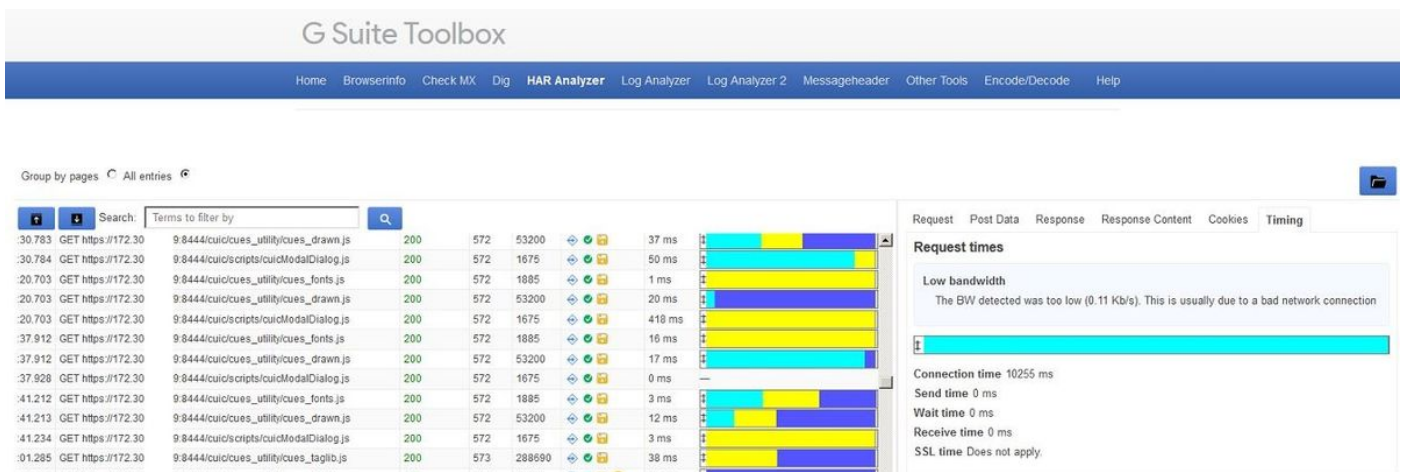 G Suite Toolbox
Home Browserinfo Check MX Dig HAR Analyzer Log Analyzer Log Analyzer 2 Messageheader Other Tools Encode/Decode Help
Group by pages All entries
Search: Terms to filter by
Request Post Data Response Response Content Cookies Timing
:30.783 GET https://172.30 9:8444/cuic/cues_utility/cues_drawn.js 200 572 53200 37 ms
:30.784 GET https://172.30 9:8444/cuic/scripts/cuicModalDialog.js 200 572 1675 50 ms
:20.703 GET https://172.30 9:8444/cuic/cues_utility/cues_fonts.js 200 572 1885 1 ms
:20.703 GET https://172.30 9:8444/cuic/cues_utility/cues_drawn.js 200 572 53200 20 ms
:20.703 GET https://172.30 9:8444/cuic/scripts/cuicModalDialog.js 200 572 1675 418 ms
:37.912 GET https://172.30 9:8444/cuic/cues_utility/cues_fonts.js 200 572 1885 16 ms
:37.912 GET https://172.30 9:8444/cuic/cues_utility/cues_drawn.js 200 572 53200 17 ms
:37.928 GET https://172.30 9:8444/cuic/scripts/cuicModalDialog.js 200 572 1675 0 ms —
:41.212 GET https://172.30 9:8444/cuic/cues_utility/cues_fonts.js 200 572 1885 3 ms
:41.213 GET https://172.30 9:8444/cuic/cues_utility/cues_drawn.js 200 572 53200 12 ms
:41.234 GET https://172.30 9:8444/cuic/scripts/cuicModalDialog.js 200 572 1675 3 ms
:01.285 GET https://172.30 9:8444/cuic/cues_utility/cues_taglib.js 200 573 288690 38 ms
Request times
Low bandwidth
The BW detected was too low (0.11 Kb/s). This is usually due to a bad network connection
Connection time 10255 ms
Send time 0 ms
Wait time 0 ms
Receive time 0 ms
SSL time Does not apply.